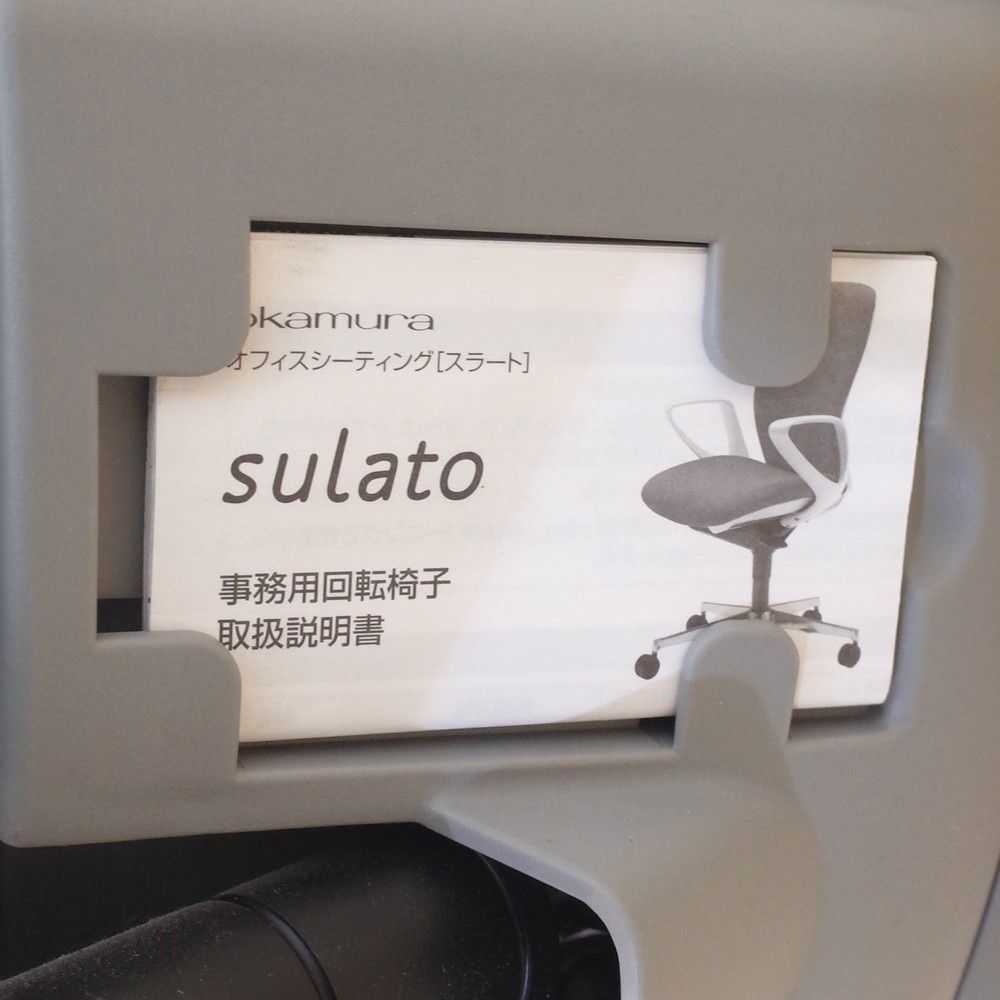 okamura
オフィスシーティング[スラート]
sulato
事務用回転椅子
取扱説明書